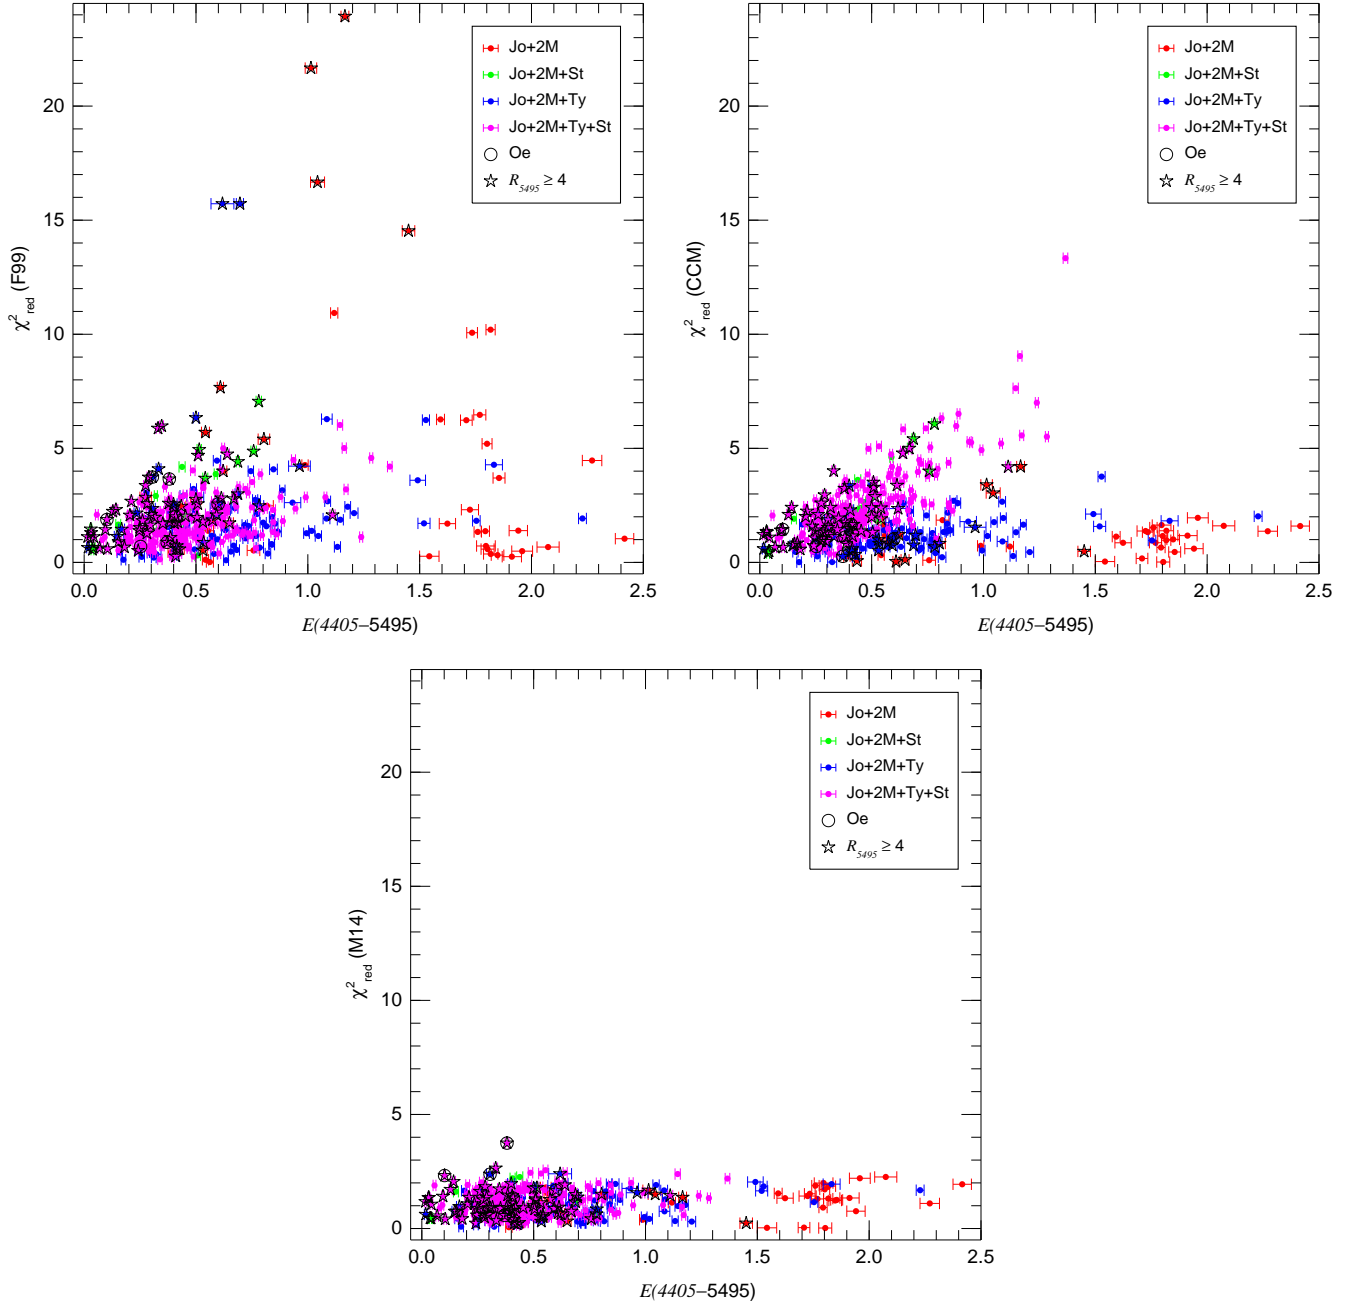 20
15
10
5
0
χ²red (F99)
0.0 0.5 1.0 1.5 2.0 2.5
E(4405–5495)
Jo+2M
Jo+2M+St
Jo+2M+Ty
Jo+2M+Ty+St
Oe
R5495 ≥ 4
20
15
10
5
0
χ²red (CCM)
0.0 0.5 1.0 1.5 2.0 2.5
E(4405–5495)
Jo+2M
Jo+2M+St
Jo+2M+Ty
Jo+2M+Ty+St
Oe
R5495 ≥ 4
20
15
10
5
0
χ²red (M14)
0.0 0.5 1.0 1.5 2.0 2.5
E(4405–5495)
Jo+2M
Jo+2M+St
Jo+2M+Ty
Jo+2M+Ty+St
Oe
R5495 ≥ 4